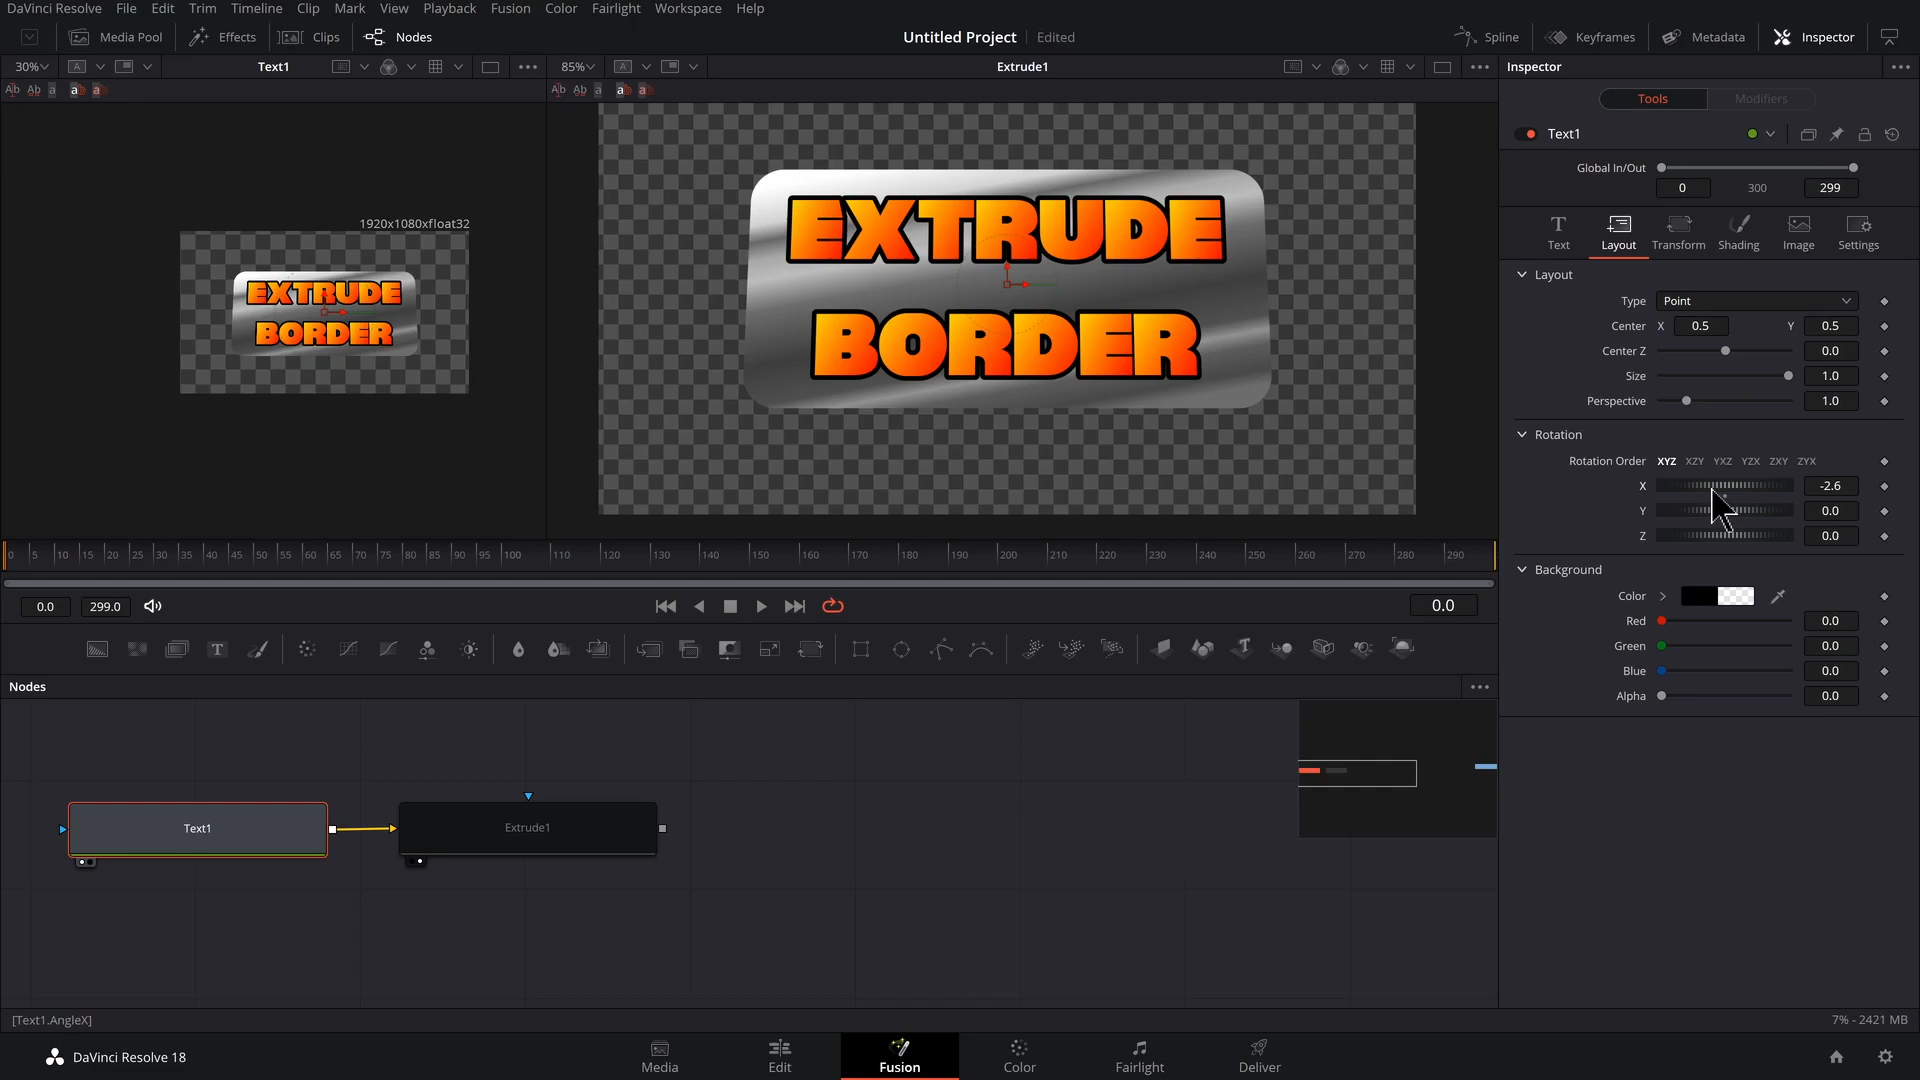 DaVinci Resolve File Edit Trim Timeline Clip Mark View Playback Fusion Color Fairlight Workspace Help
Media Pool Effects Clips Nodes Untitled Project Edited Spline Keyframes Metadata Inspector
30% A Text1 85% A Extrude1 Inspector
Ab Ab a a a Ab Ab a a a
Tools Modifiers
Text1
Global In/Out
0 300 299
Text Layout Transform Shading Image Settings
1920x1080xfloat32
EXTRUDE
BORDER
EXTRUDE
BORDER
Layout
Type Point
Center X 0.5 Y 0.5
Center Z 0.0
Size 1.0
Perspective 1.0
Rotation
Rotation Order XYZ XZY YXZ YZX ZXY ZYX
X -2.6
Y 0.0
Z 0.0
Background
Color
Red 0.0
Green 0.0
Blue 0.0
Alpha 0.0
0 5 10 15 20 25 30 35 40 45 50 55 60 65 70 75 80 85 90 95 100 110 120 130 140 150 160 170 180 190 200 210 220 230 240 250 260 270 280 290
0.0 299.0 0.0
T T
Nodes
Text1 Extrude1
[Text1.AngleX] 7% - 2421 MB
DaVinci Resolve 18 Media Edit Fusion Color Fairlight Deliver